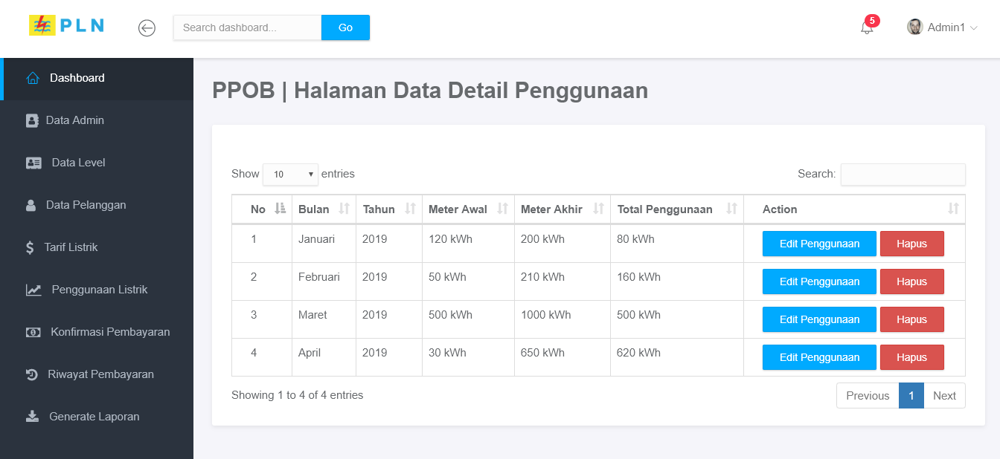 PLN
Search dashboard...
Go
5
Admin1
Dashboard
Data Admin
Data Level
Data Pelanggan
Tarif Listrik
Penggunaan Listrik
Konfirmasi Pembayaran
Riwayat Pembayaran
Generate Laporan
PPOB | Halaman Data Detail Penggunaan
Show 10 entries
Search:
No Bulan Tahun Meter Awal Meter Akhir Total Penggunaan Action
1 Januari 2019 120 kWh 200 kWh 80 kWh Edit Penggunaan Hapus
2 Februari 2019 50 kWh 210 kWh 160 kWh Edit Penggunaan Hapus
3 Maret 2019 500 kWh 1000 kWh 500 kWh Edit Penggunaan Hapus
4 April 2019 30 kWh 650 kWh 620 kWh Edit Penggunaan Hapus
Showing 1 to 4 of 4 entries
Previous 1 Next